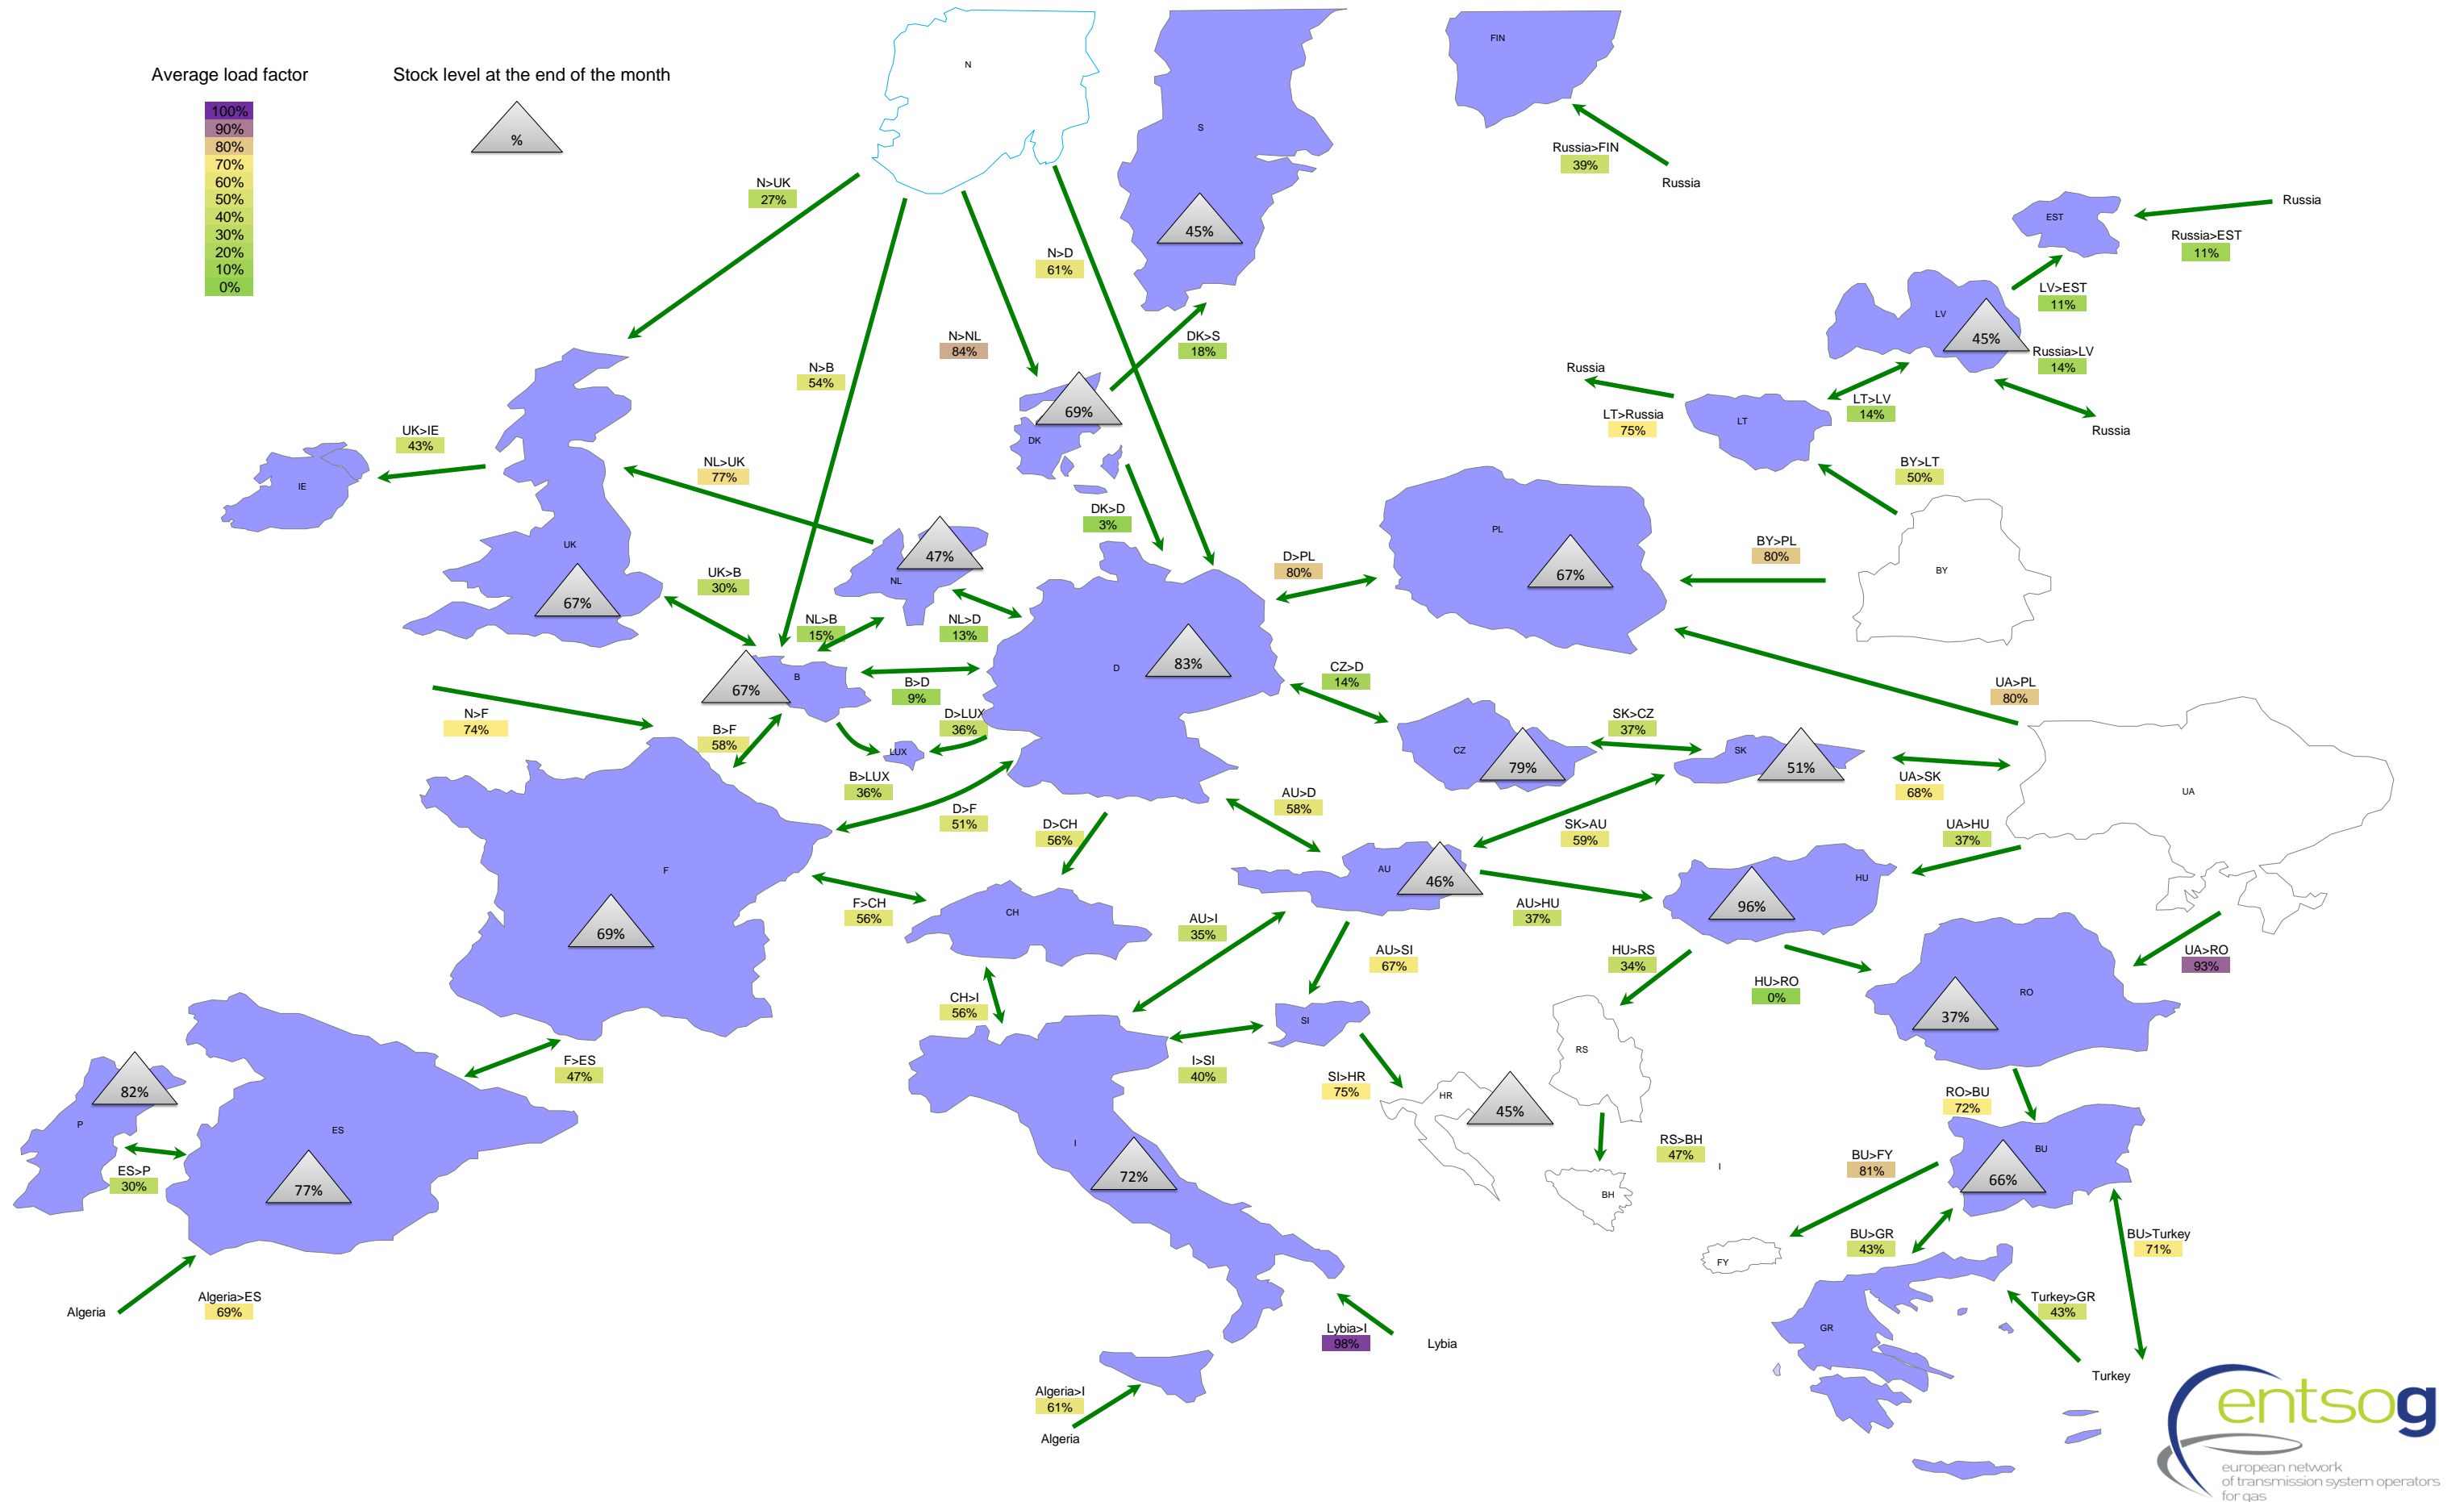 Average load factor
Stock level at the end of the month
100%
90%
80%
70%
60%
50%
40%
30%
20%
10%
0%
%
N
FIN
S
45%
Russia>FIN
39%
Russia
N>UK
27%
N>D
61%
N>NL
84%
N>B
54%
DK>S
18%
69%
DK
DK>D
3%
Russia
EST
Russia>EST
11%
LV>EST
11%
LV
45%
Russia>LV
14%
Russia
LT>Russia
75%
LT
LT>LV
14%
Russia
BY>LT
50%
UK>IE
43%
IE
NL>UK
77%
UK
67%
UK>B
30%
47%
NL
NL>B
15%
NL>D
13%
D>PL
80%
PL
67%
BY>PL
80%
BY
D
83%
67%
B
B>D
9%
D>LUX
36%
LUX
B>LUX
36%
N>F
74%
B>F
58%
CZ>D
14%
CZ
79%
SK>CZ
37%
SK
51%
UA>PL
80%
UA>SK
68%
UA
UA>HU
37%
D>F
51%
D>CH
56%
AU>D
58%
SK>AU
59%
AU
46%
AU>HU
37%
HU
96%
F
69%
F>CH
56%
CH
AU>I
35%
AU>SI
67%
HU>RS
34%
HU>RO
0%
UA>RO
93%
RO
37%
CH>I
56%
SI
I>SI
40%
SI>HR
75%
HR
45%
RS
RS>BH
47%
BH
I
F>ES
47%
82%
P
ES
77%
ES>P
30%
Algeria
Algeria>ES
69%
I
72%
Lybia>I
98%
Lybia
Algeria>I
61%
Algeria
RO>BU
72%
BU
66%
BU>FY
81%
FY
BU>GR
43%
BU>Turkey
71%
Turkey>GR
43%
GR
Turkey
entsog
european network
of transmission system operators
for gas